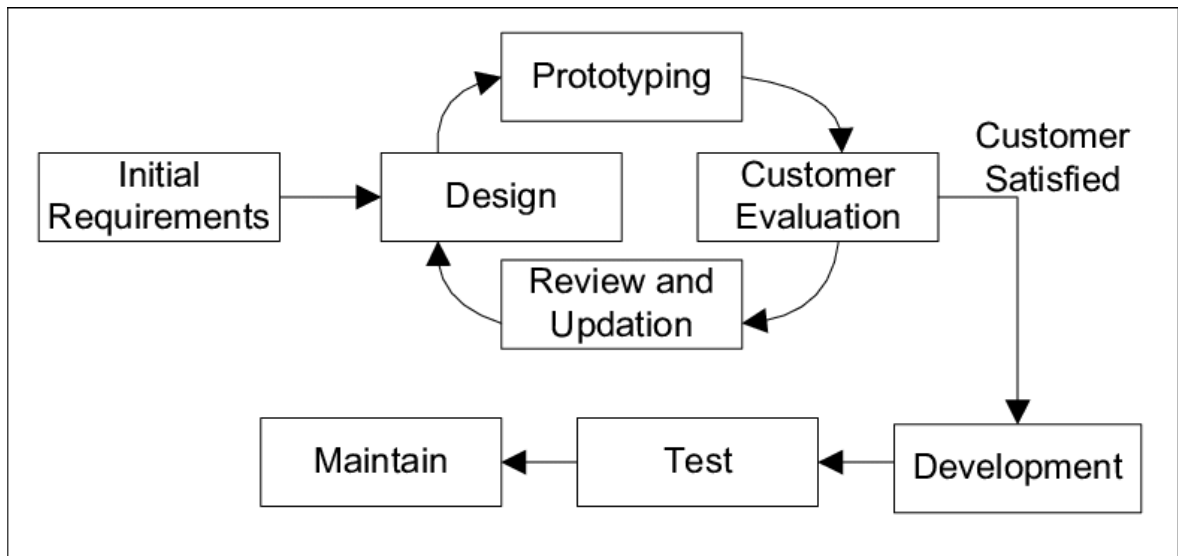 Prototyping
Initial
Requirements
Design
Customer
Evaluation
Customer
Satisfied
Review and
Updation
Maintain
Test
Development